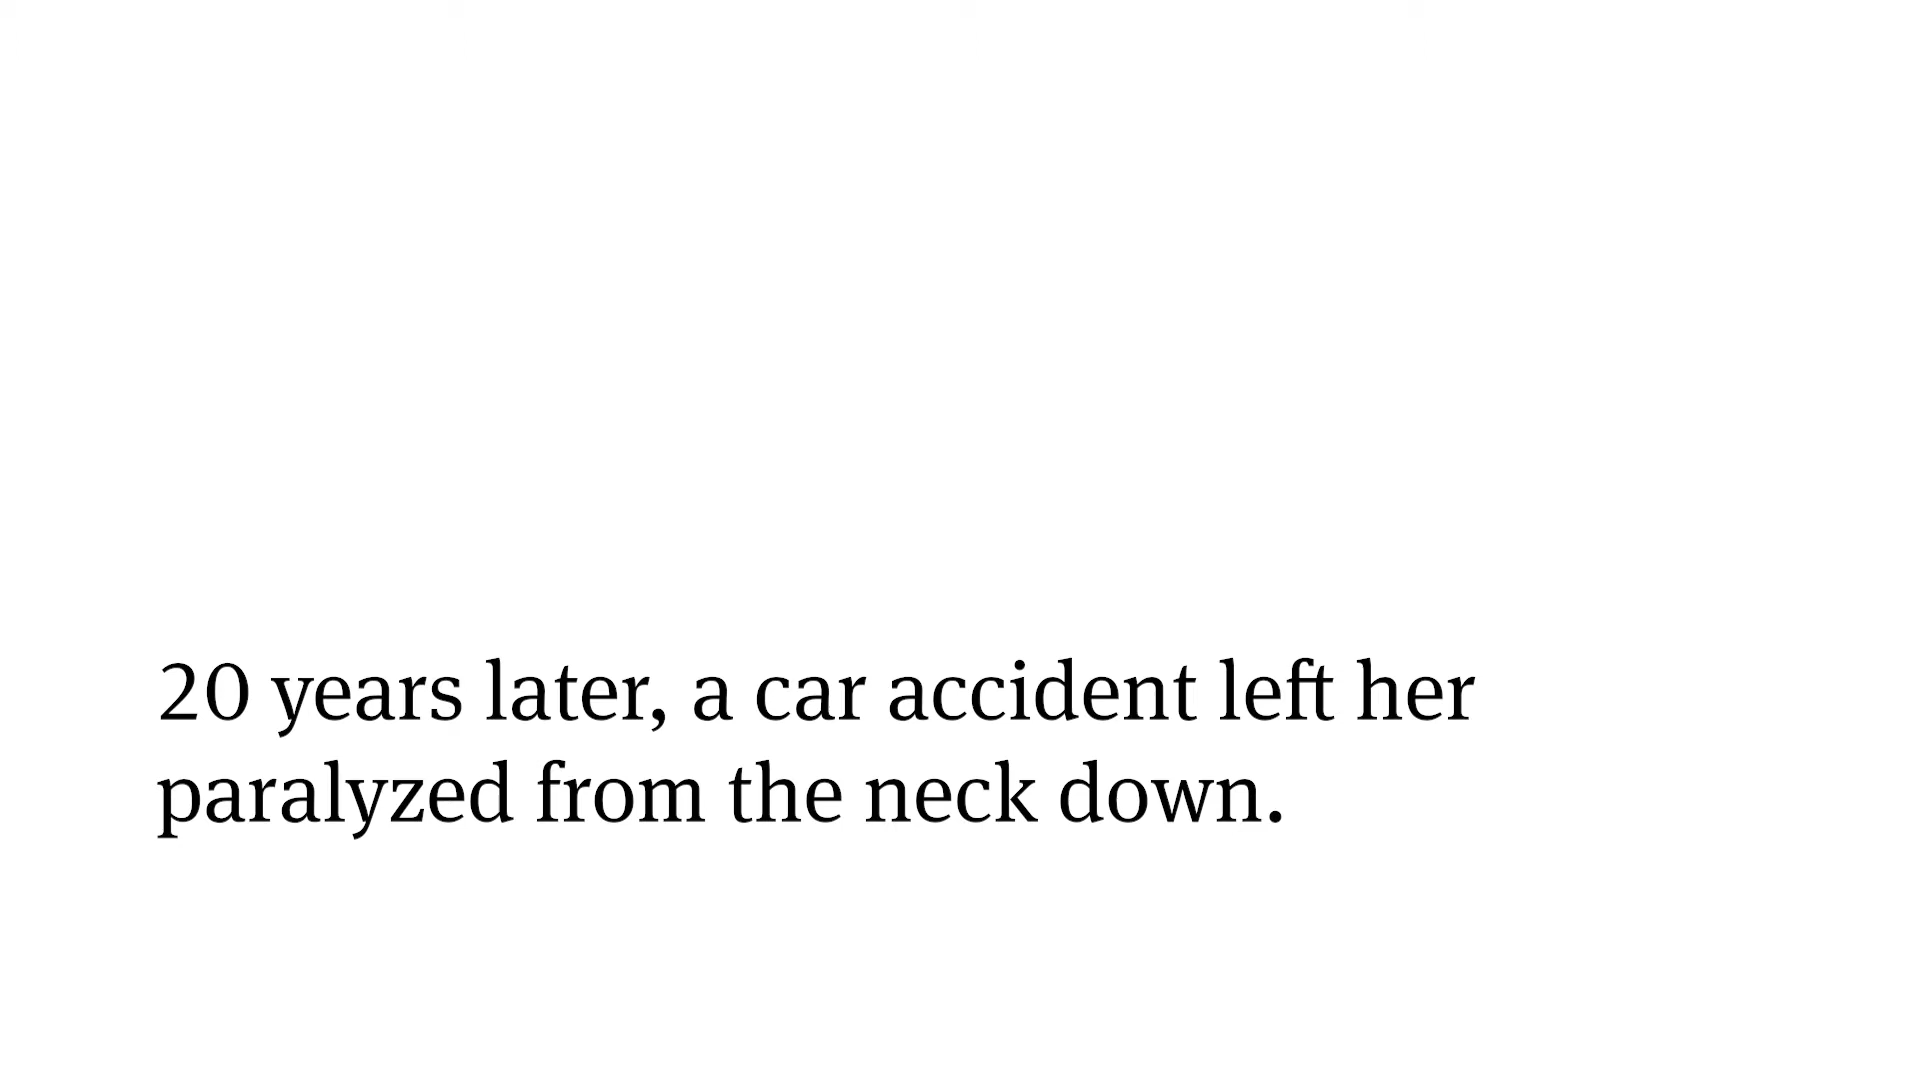 20 years later, a car accident left her
paralyzed from the neck down.